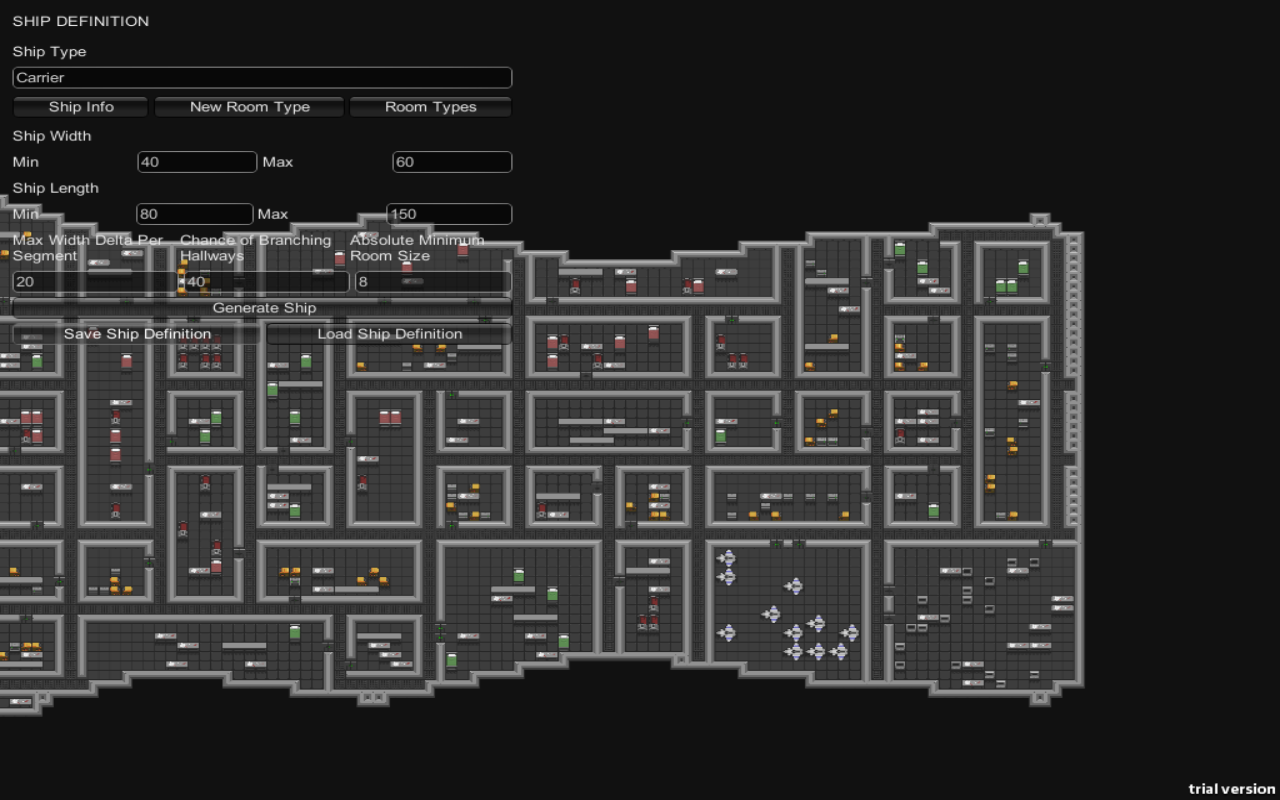 SHIP DEFINITION
Ship Type
Carrier
Ship Info New Room Type Room Types
Ship Width
Min 40 Max 60
Ship Length
Min 80 Max 150
Max Width Delta Per Segment Chance of Branching Hallways Absolute Minimum Room Size
20 40 8
Generate Ship
Save Ship Definition Load Ship Definition
trial version